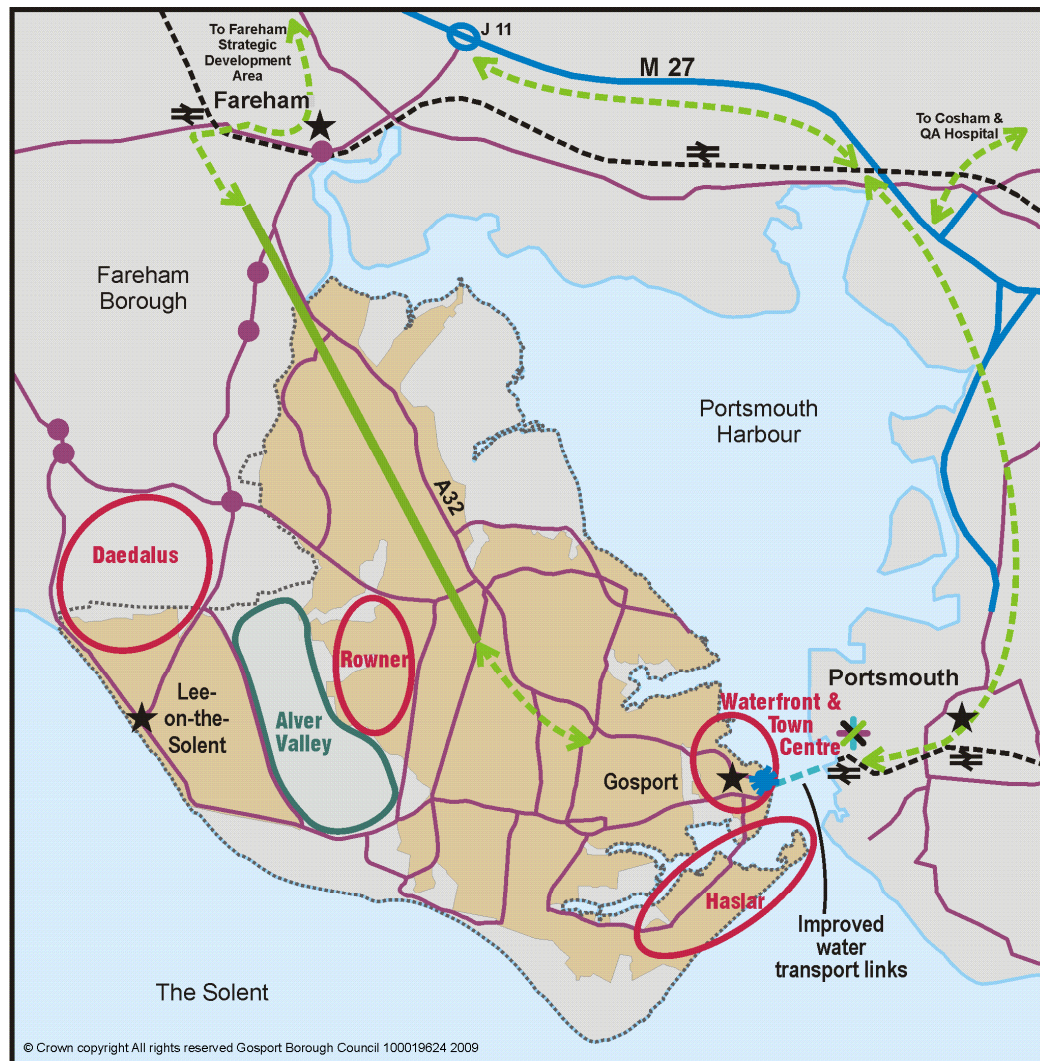 J 11
To Fareham
Strategic
Development
Area
Fareham
M 27
To Cosham &
QA Hospital
Fareham
Borough
Portsmouth
Harbour
A32
Daedalus
Rowner
Lee-
on-the-
Solent
Alver
Valley
Waterfront &
Town
Centre
Portsmouth
Gosport
Haslar
Improved
water
transport links
The Solent
© Crown copyright All rights reserved Gosport Borough Council 100019624 2009